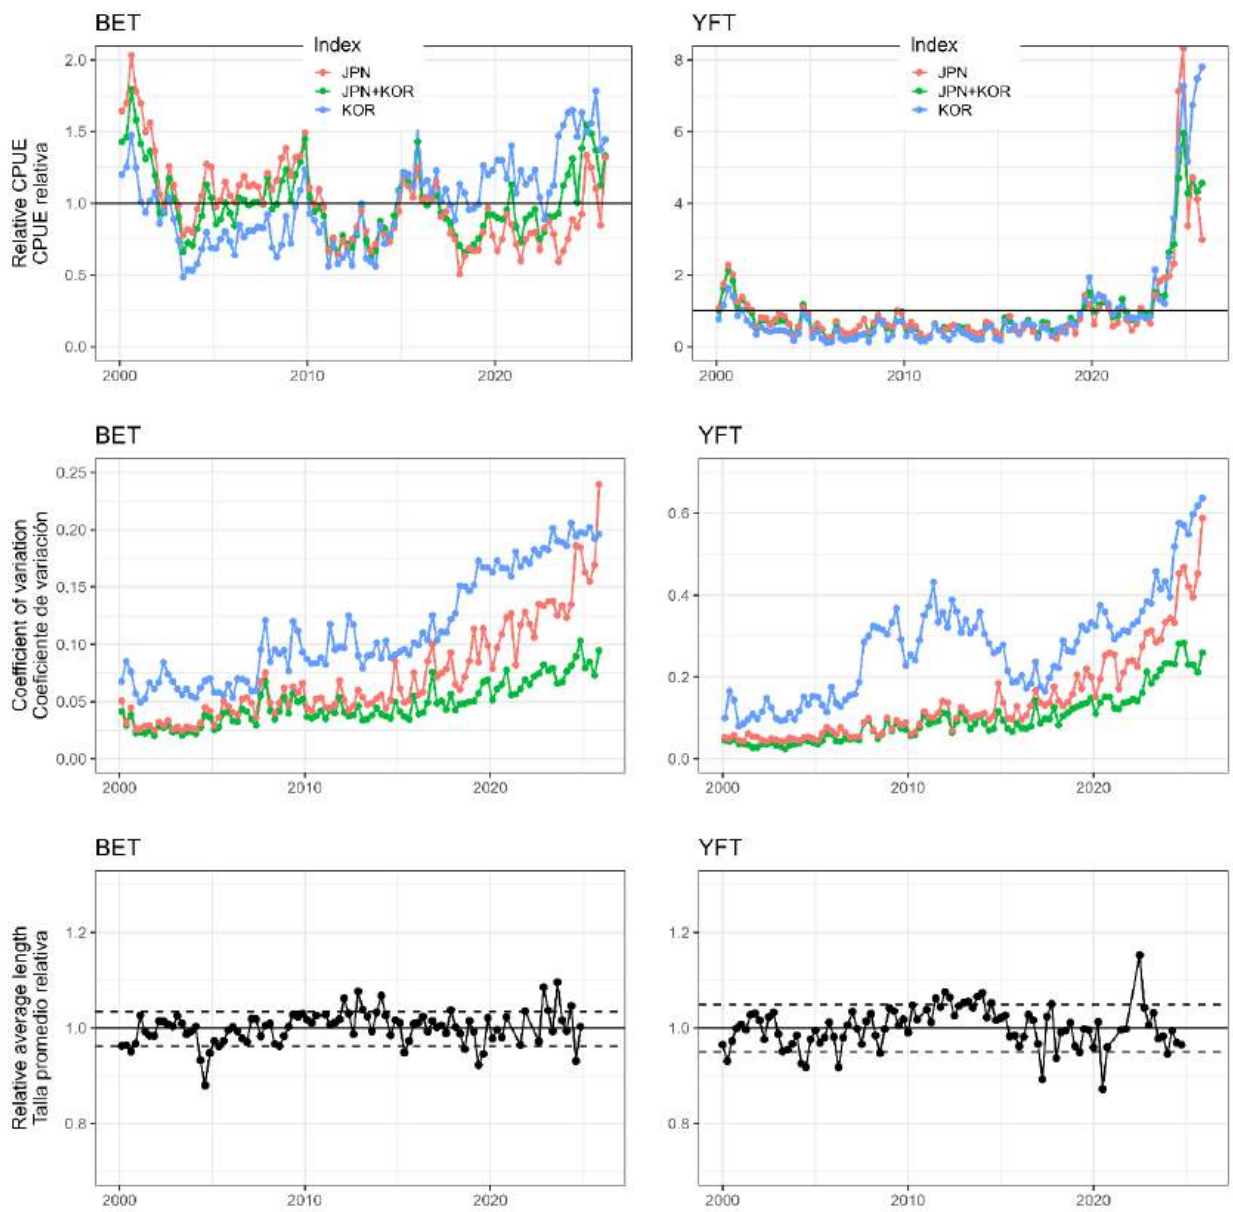 BET
YFT
Relative CPUE
CPUE relativa
Index
JPN
JPN+KOR
KOR
2.0
1.5
1.0
0.5
0.0
2000
2010
2020
Index
JPN
JPN+KOR
KOR
8
6
4
2
0
2000
2010
2020
BET
YFT
Coefficient of variation
Coeficiente de variación
0.25
0.20
0.15
0.10
0.05
0.00
2000
2010
2020
0.6
0.4
0.2
0.0
2000
2010
2020
BET
YFT
Relative average length
Talla promedio relativa
1.2
1.0
0.8
2000
2010
2020
1.2
1.0
0.8
2000
2010
2020